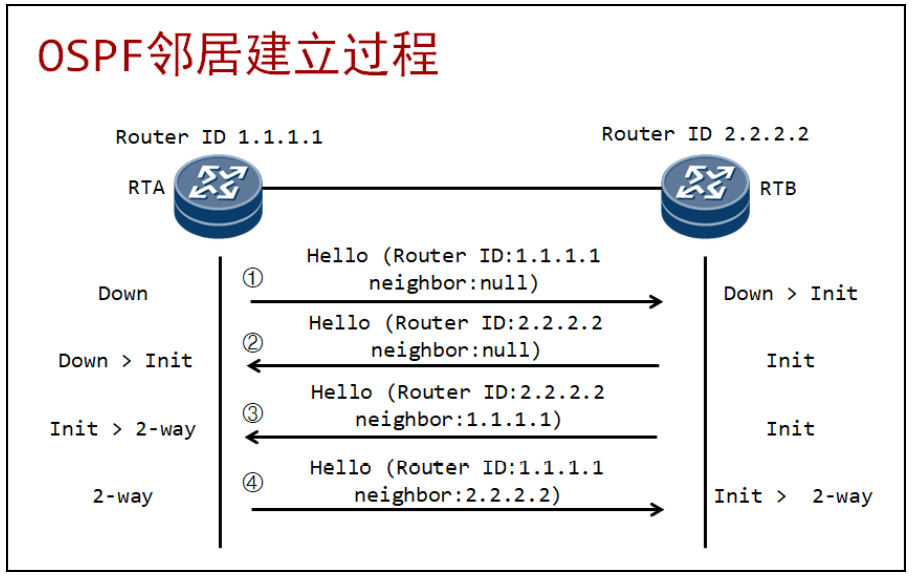 OSPF邻居建立过程
Router ID 1.1.1.1
Router ID 2.2.2.2
RTA
RTB
①
Hello (Router ID:1.1.1.1
neighbor:null)
Down
Down > Init
②
Hello (Router ID:2.2.2.2
neighbor:null)
Down > Init
Init
③
Hello (Router ID:2.2.2.2
neighbor:1.1.1.1)
Init > 2-way
Init
④
Hello (Router ID:1.1.1.1
neighbor:2.2.2.2)
2-way
Init > 2-way